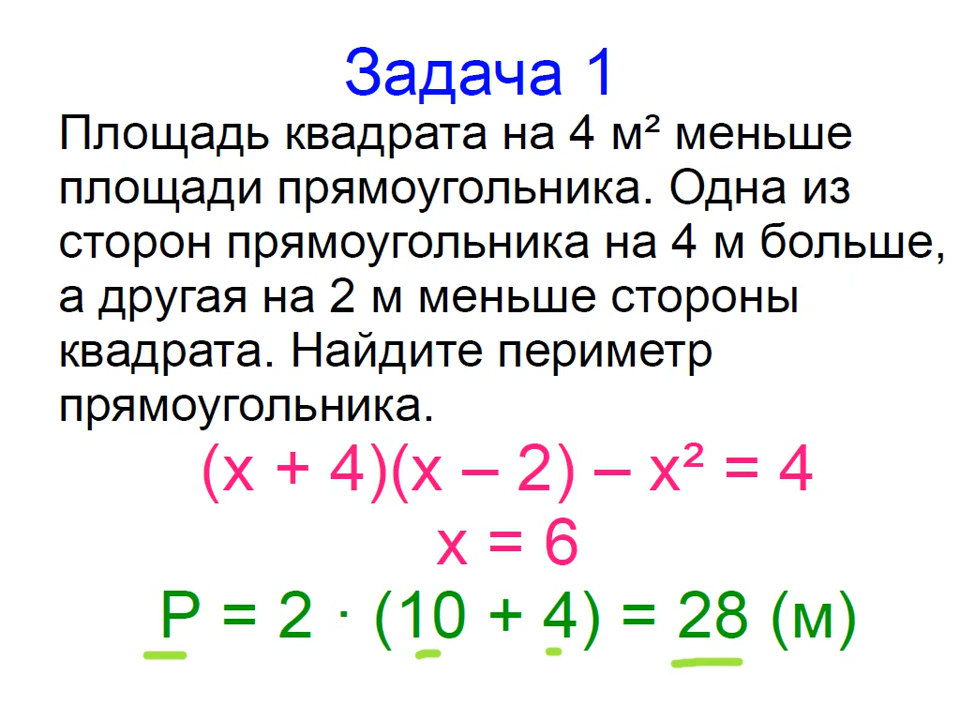 Задача 1
Площадь квадрата на 4 м² меньше
площади прямоугольника. Одна из
сторон прямоугольника на 4 м больше,
а другая на 2 м меньше стороны
квадрата. Найдите периметр
прямоугольника.
(х + 4)(х – 2) – х² = 4
х = 6
Р = 2 · (10 + 4) = 28 (м)